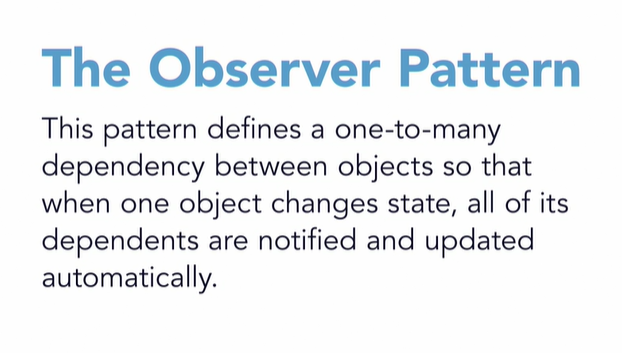 The Observer Pattern
This pattern defines a one-to-many
dependency between objects so that
when one object changes state, all of its
dependents are notified and updated
automatically.